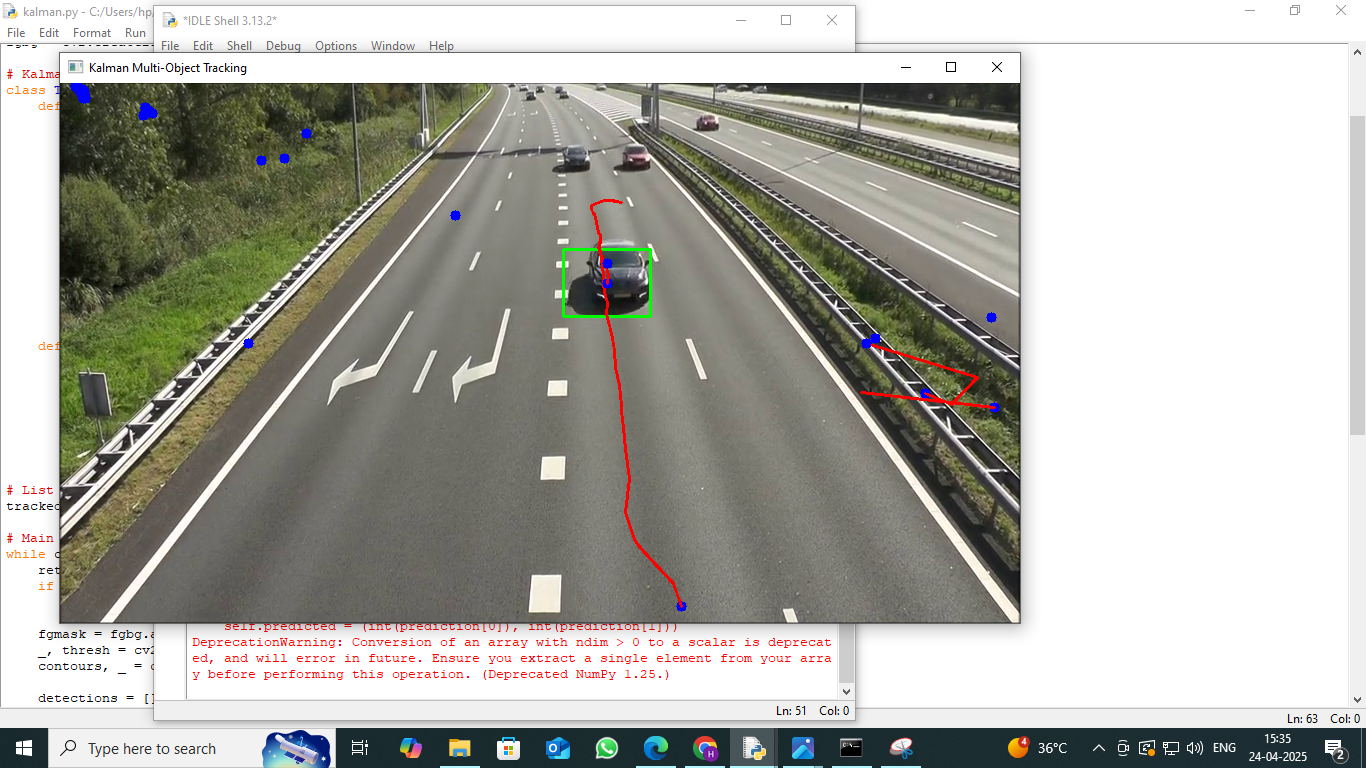 kalman.py - C:/Users/hp/
*IDLE Shell 3.13.2*
File Edit Format Run
File Edit Shell Debug Options Window Help
Kalman Multi-Object Tracking
# Kalma
class T
def
def
# List
tracked
# Main
while c
ret
if
fgmask = fgbg.a
_, thresh = cv2
contours, _ = c
detections = []
self.predicted = (int(prediction[0]), int(prediction[1]))
DeprecationWarning: Conversion of an array with ndim > 0 to a scalar is deprecat
ed, and will error in future. Ensure you extract a single element from your arra
y before performing this operation. (Deprecated NumPy 1.25.)
Ln: 51 Col: 0
Ln: 63 Col: 0
Type here to search
4
36°C
ENG
15:35
24-04-2025
2